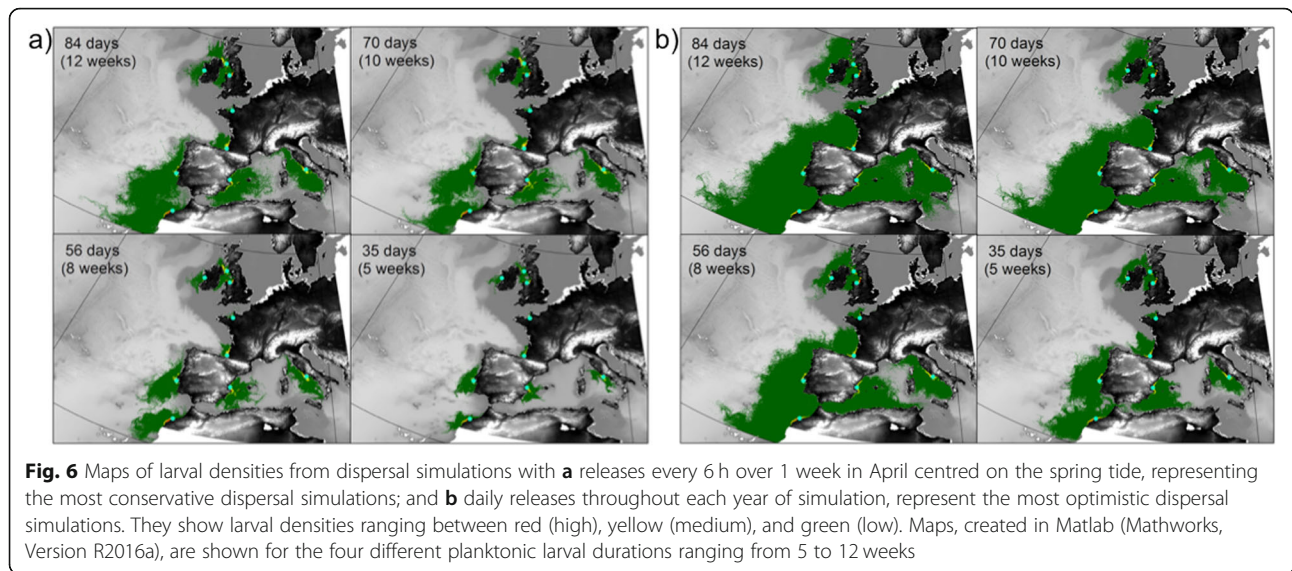 a)
84 days
(12 weeks)
70 days
(10 weeks)
56 days
(8 weeks)
35 days
(5 weeks)
b)
84 days
(12 weeks)
70 days
(10 weeks)
56 days
(8 weeks)
35 days
(5 weeks)
Fig. 6 Maps of larval densities from dispersal simulations with a releases every 6 h over 1 week in April centred on the spring tide, representing
the most conservative dispersal simulations; and b daily releases throughout each year of simulation, represent the most optimistic dispersal
simulations. They show larval densities ranging between red (high), yellow (medium), and green (low). Maps, created in Matlab (Mathworks,
Version R2016a), are shown for the four different planktonic larval durations ranging from 5 to 12 weeks